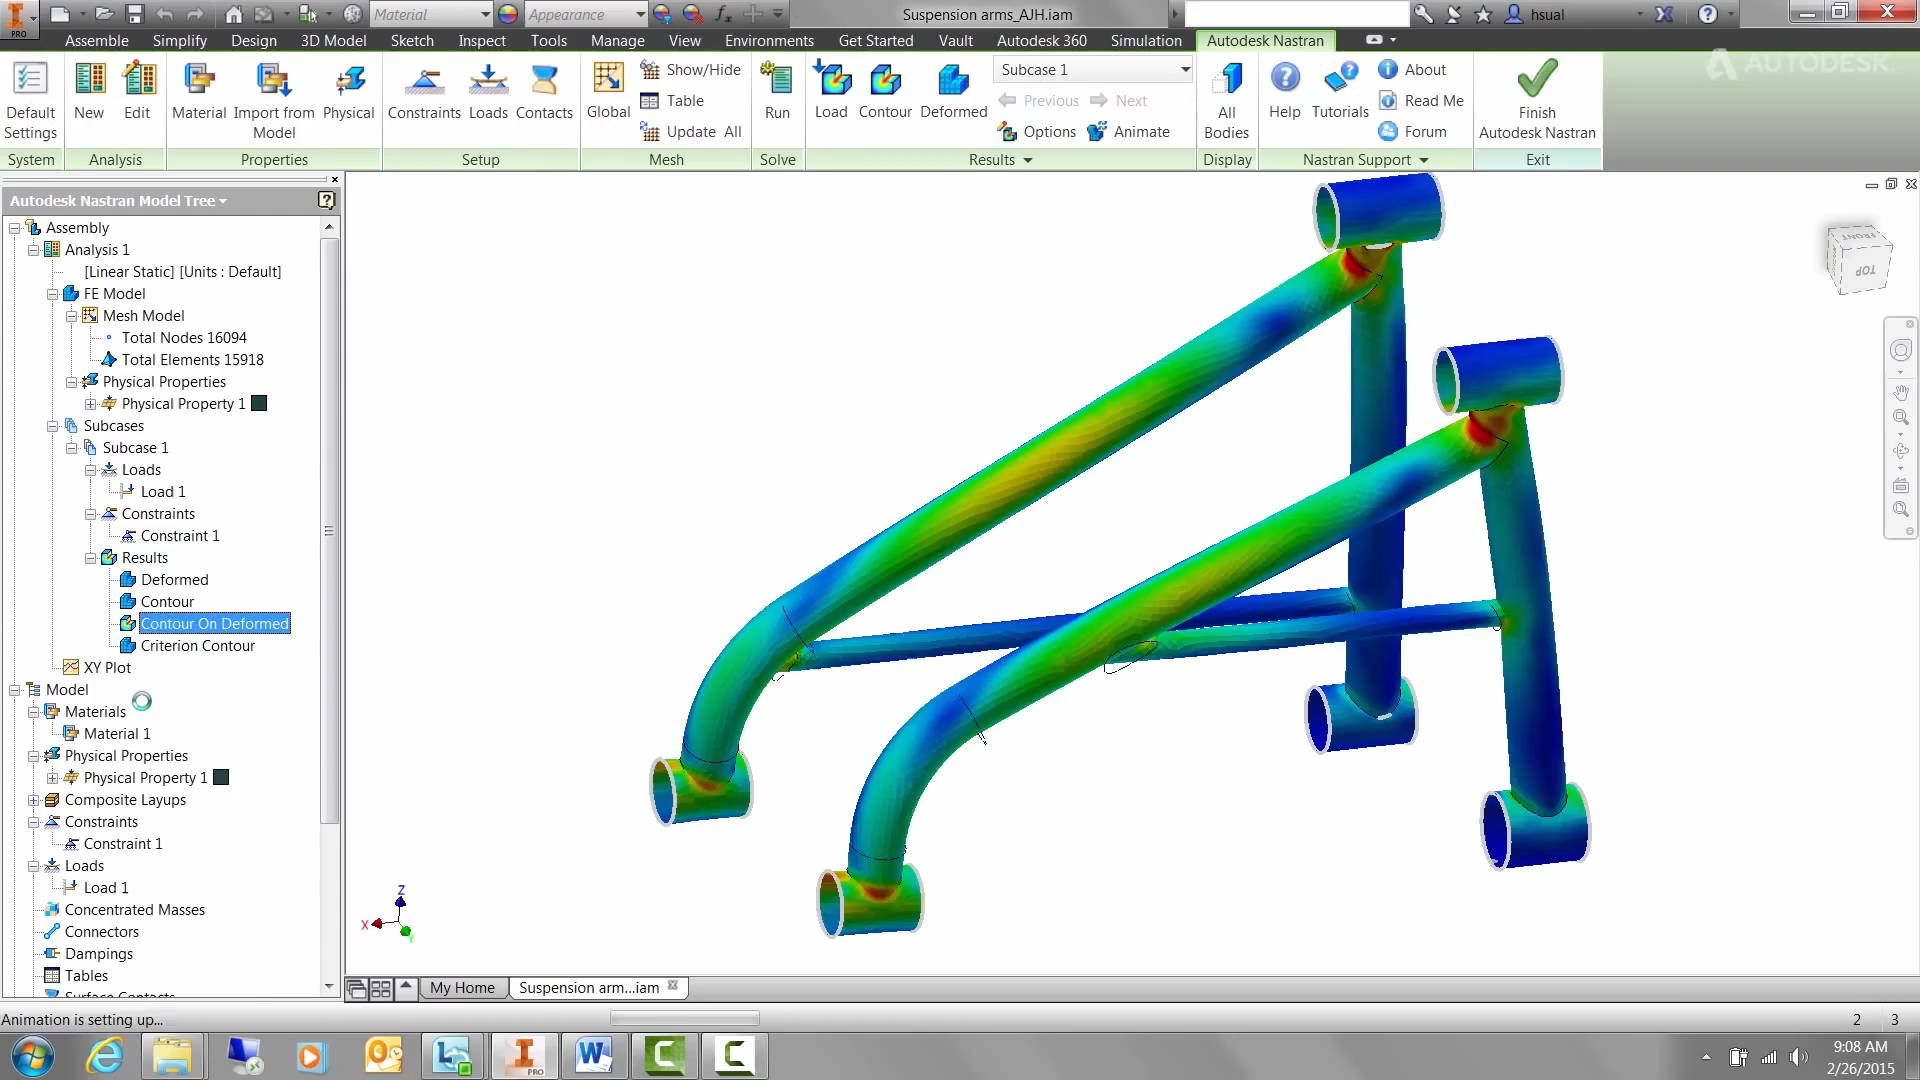 PRO
Material
Appearance
Suspension arms_AJH.iam
hsual
Assemble Simplify Design 3D Model Sketch Inspect Tools Manage View Environments Get Started Vault Autodesk 360 Simulation Autodesk Nastran
AUTODESK.
Default Settings
New
Edit
Material
Import from Model
Physical
Constraints
Loads
Contacts
Global
Show/Hide
Table
Update All
Run
Load
Contour
Deformed
Subcase 1
Previous Next
Options Animate
All Bodies
Help
Tutorials
About
Read Me
Forum
Finish Autodesk Nastran
System Analysis Properties Setup Mesh Solve Results Display Nastran Support Exit
Autodesk Nastran Model Tree
Assembly
Analysis 1
[Linear Static] [Units : Default]
FE Model
Mesh Model
Total Nodes 16094
Total Elements 15918
Physical Properties
Physical Property 1
Subcases
Subcase 1
Loads
Load 1
Constraints
Constraint 1
Results
Deformed
Contour
Contour On Deformed
Criterion Contour
XY Plot
Model
Materials
Material 1
Physical Properties
Physical Property 1
Composite Layups
Constraints
Constraint 1
Loads
Load 1
Concentrated Masses
Connectors
Dampings
Tables
Surface Contacts
FRONT
TOP
Z
X
Y
My Home
Suspension arm...iam
Animation is setting up...
2 3
PRO
9:08 AM
2/26/2015